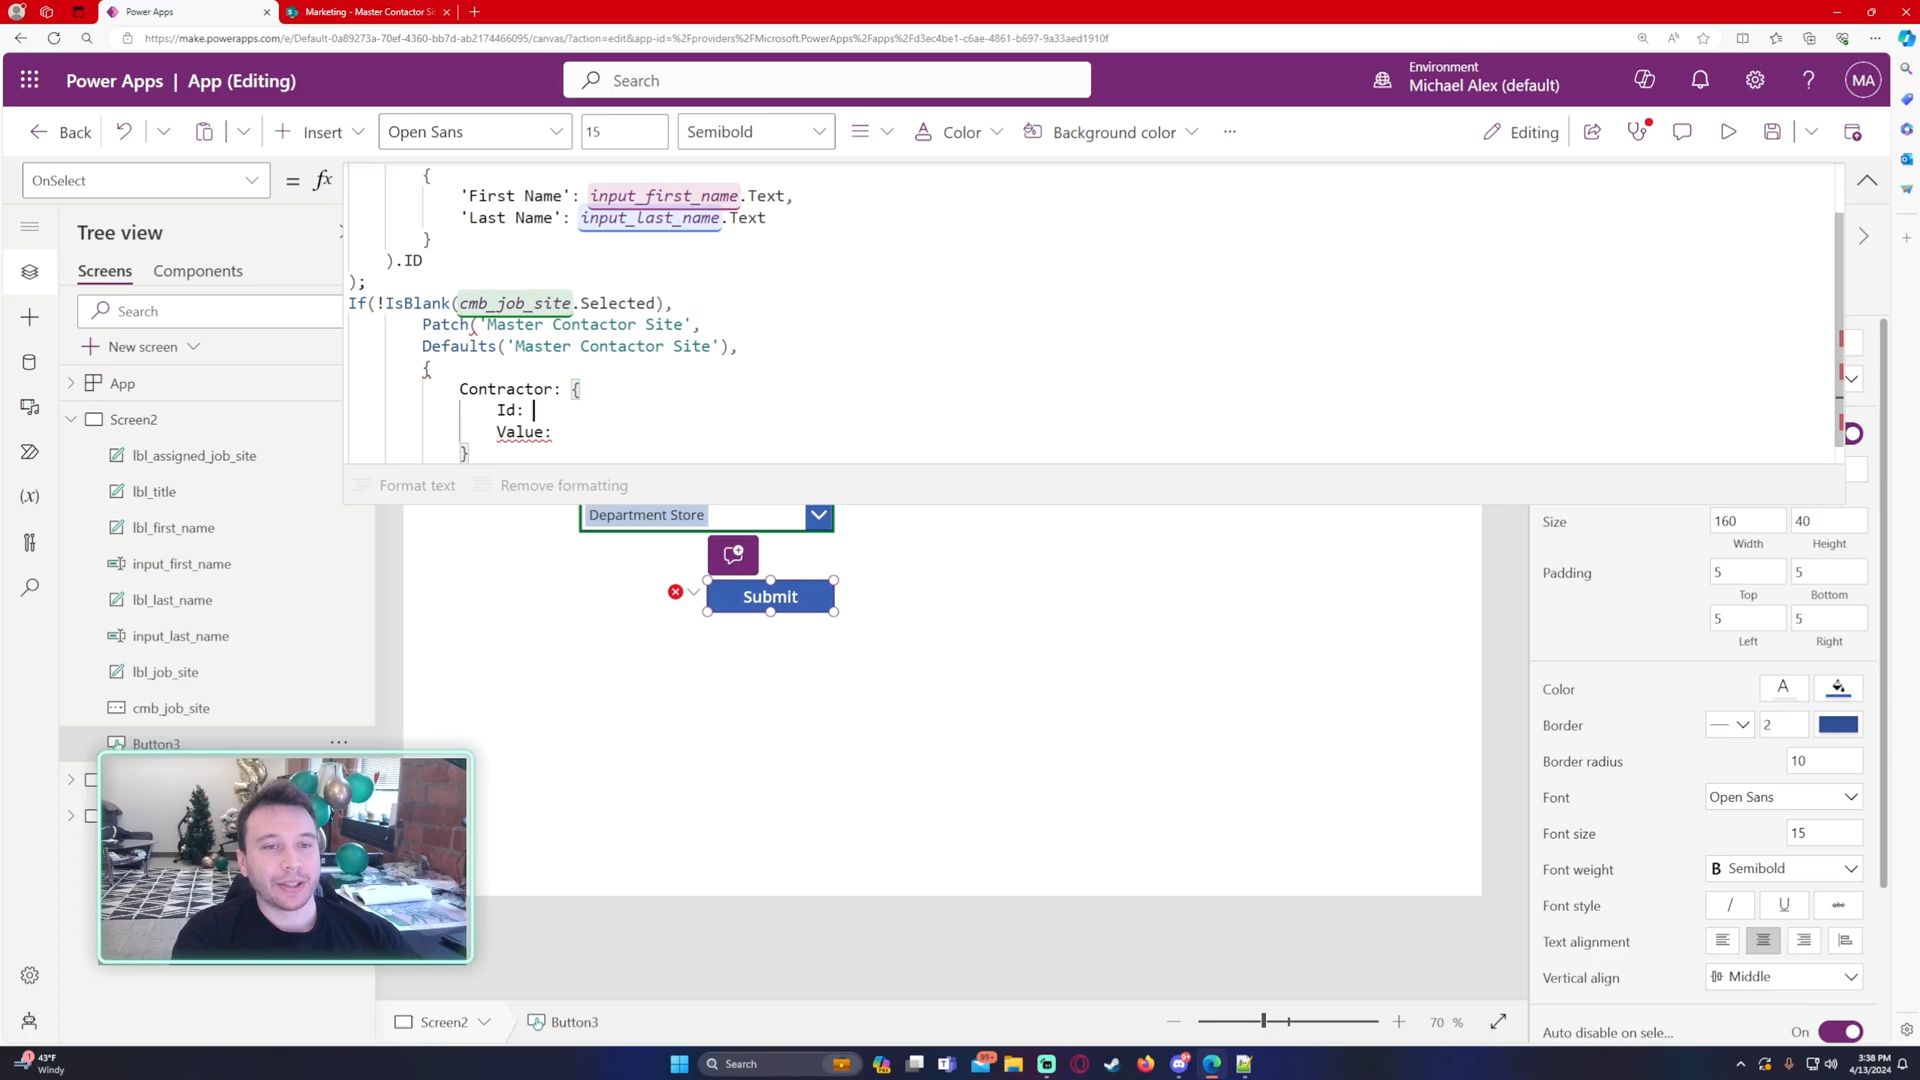 Power Apps
Marketing - Master Contactor Si
https://make.powerapps.com/e/Default-0a89273a-70ef-4360-bb7d-ab2174466095/canvas/?action=edit&app-id=%2Fproviders%2FMicrosoft.PowerApps%2Fapps%2Fd3ec4be1-c6ae-4861-b697-9a33aed1910f
Power Apps | App (Editing)
Search
Environment
Michael Alex (default)
MA
Back
Insert
Open Sans
15
Semibold
Color
Background color
Editing
OnSelect
= fx
{
'First Name': input_first_name.Text,
'Last Name': input_last_name.Text
}
).ID
);
If(!IsBlank(cmb_job_site.Selected),
Patch('Master Contactor Site',
Defaults('Master Contactor Site'),
{
Contractor: {
Id:
Value:
}
Format text
Remove formatting
Tree view
Screens
Components
Search
New screen
App
Screen2
lbl_assigned_job_site
lbl_title
lbl_first_name
input_first_name
lbl_last_name
input_last_name
lbl_job_site
cmb_job_site
Button3
Department Store
Submit
Size
160
40
Width
Height
Padding
5
5
Top
Bottom
5
5
Left
Right
Color
A
Border
2
Border radius
10
Font
Open Sans
Font size
15
Font weight
B Semibold
Font style
/
U
abc
Text alignment
Vertical align
Middle
Auto disable on sele...
On
Screen2
Button3
70 %
43°F
Windy
Search
99+
3:38 PM
4/13/2024